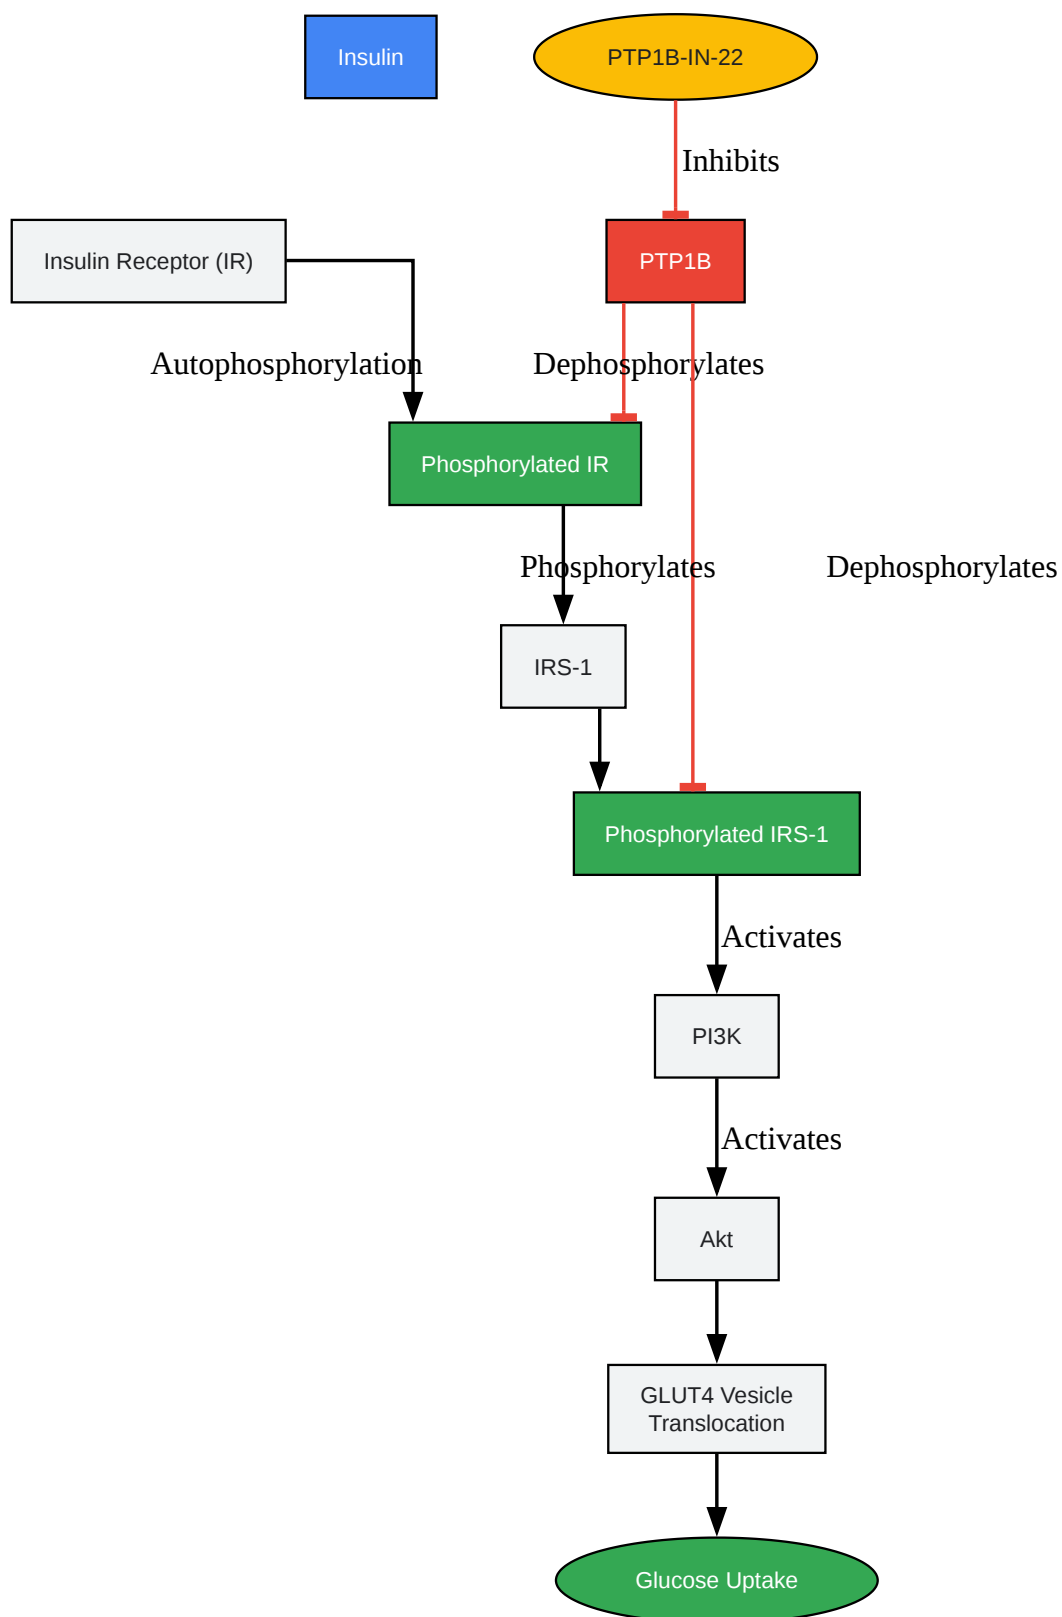 Insulin
PTP1B-IN-22
Inhibits
Insulin Receptor (IR)
PTP1B
Autophosphorylation
Dephosphorylates
Phosphorylated IR
Phosphorylates
Dephosphorylates
IRS-1
Phosphorylated IRS-1
Activates
PI3K
Activates
Akt
GLUT4 Vesicle
Translocation
Glucose Uptake